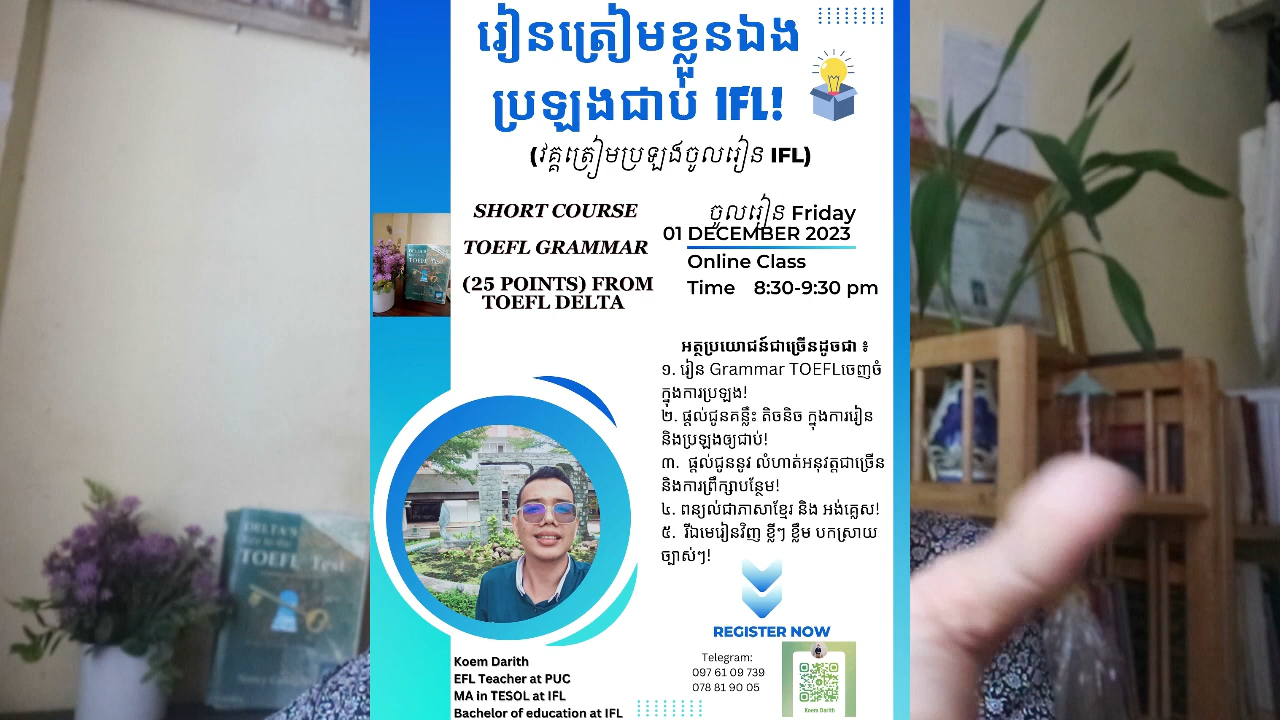 រៀនត្រៀមខ្លួនឯង
ប្រឡងជាប់ IFL!
(វគ្គត្រៀមប្រឡងចូលរៀន IFL)
SHORT COURSE
TOEFL GRAMMAR
(25 POINTS) FROM
TOEFL DELTA
ចូលរៀន Friday
01 DECEMBER 2023
Online Class
Time 8:30-9:30 pm
អត្ថប្រយោជន៍ជាច្រើនដូចជា ៖
១. រៀន Grammar TOEFLចេញចំ
ក្នុងការប្រឡង!
២. ផ្តល់ជូនគន្លឹះ តិចនិច ក្នុងការរៀន
និងប្រឡងឲ្យជាប់!
៣. ផ្តល់ជូននូវ លំហាត់អនុវត្តជាច្រើន
និងការព្រឹក្សាបន្ថែម!
៤. ពន្យល់ជាភាសាខ្មែរ និង អង់គ្លេស!
៥. រីឯមេរៀនវិញ ខ្លីៗ ខ្លឹម បកស្រាយ
ច្បាស់ៗ!
REGISTER NOW
Telegram:
097 61 09 739
078 81 90 05
Koem Darith
Koem Darith
EFL Teacher at PUC
MA in TESOL at IFL
Bachelor of education at IFL
DELTA'S
TOEFL Test